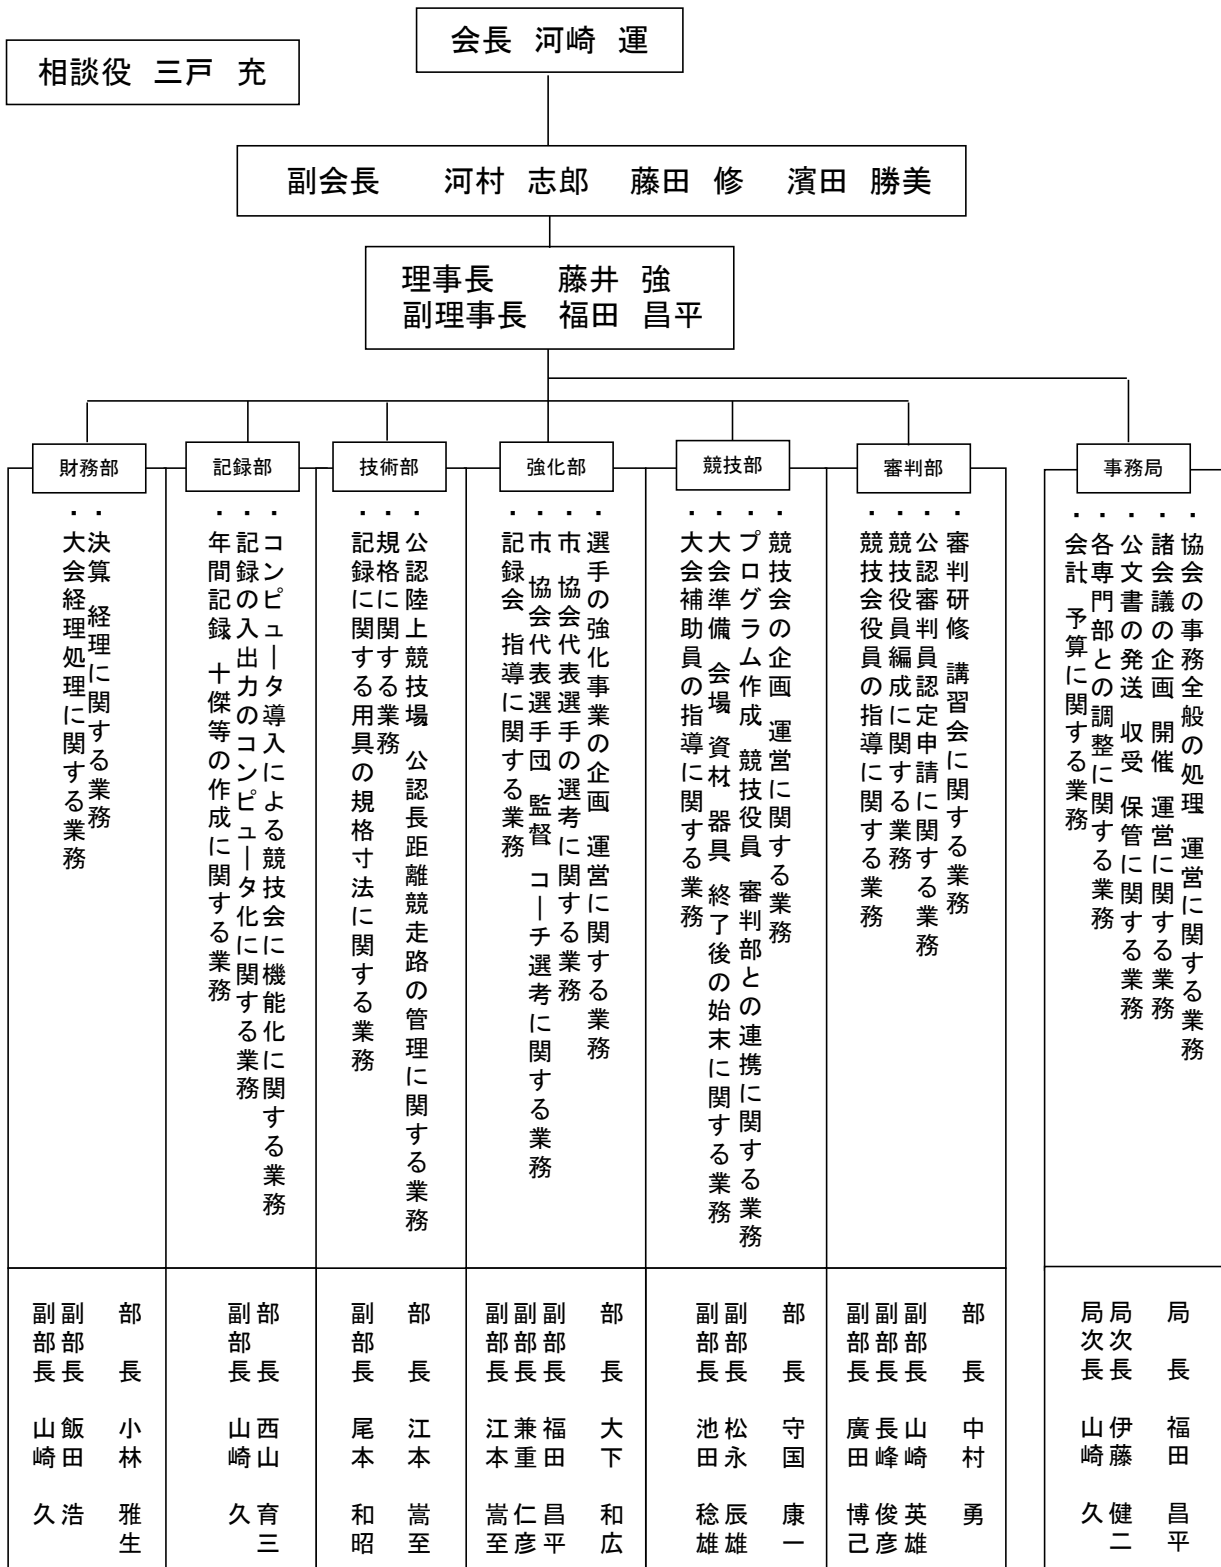 会長 河崎 運
相談役 三戸 充
副会長 河村 志郎 藤田 修 濱田 勝美
理事長 藤井 強
副理事長 福田 昌平
財務部
記録部
技術部
強化部
競技部
審判部
事務局
・協会の事務全般の処理、運営に関する業務
・諸会議の企画、開催、運営に関する業務
・公文書の発送、収受、保管に関する業務
・各専門部との調整に関する業務
・会計、予算に関する業務
局長 福田 昌平
局次長 伊藤 健二
局次長 山崎 久
・審判研修、講習会に関する業務
・公認審判員認定申請に関する業務
・競技役員編成に関する業務
・競技会役員の指導に関する業務
部長 中村 勇
副部長 山崎 英雄
副部長 長峰 俊彦
副部長 廣田 博己
・競技会の企画、運営に関する業務
・プログラム作成、競技役員、審判部との連携に関する業務
・大会準備、会場、資材、器具、終了後の始末に関する業務
・大会補助員の指導に関する業務
部長 守国 康一
副部長 松永 辰雄
副部長 池田 稔雄
・選手の強化事業の企画、運営に関する業務
・市、協会代表選手の選考に関する業務
・市、協会代表選手団、監督、コーチ選考に関する業務
・記録会、指導に関する業務
部長 大下 和広
副部長 福田 昌平
副部長 兼重 仁彦
副部長 江本 嵩至
・公認陸上競技場、公認長距離競走路の管理に関する業務
・規格に関する業務
・記録に関する用具の規格寸法に関する業務
部長 江本 嵩至
副部長 尾本 和昭
・コンピュータ導入による競技会に機能化に関する業務
・記録の入出力のコンピュータ化に関する業務
・年間記録、十傑等の作成に関する業務
部長 西山 育三
副部長 山崎 久
・決算、経理に関する業務
・大会経理処理に関する業務
部長 小林 雅生
副部長 飯田 浩
副部長 山崎 久